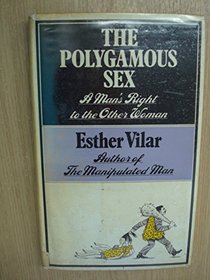 THE
POLYGAMOUS
SEX
A Man's Right
to the Other Woman
Esther Vilar
Author of
The Manipulated Man